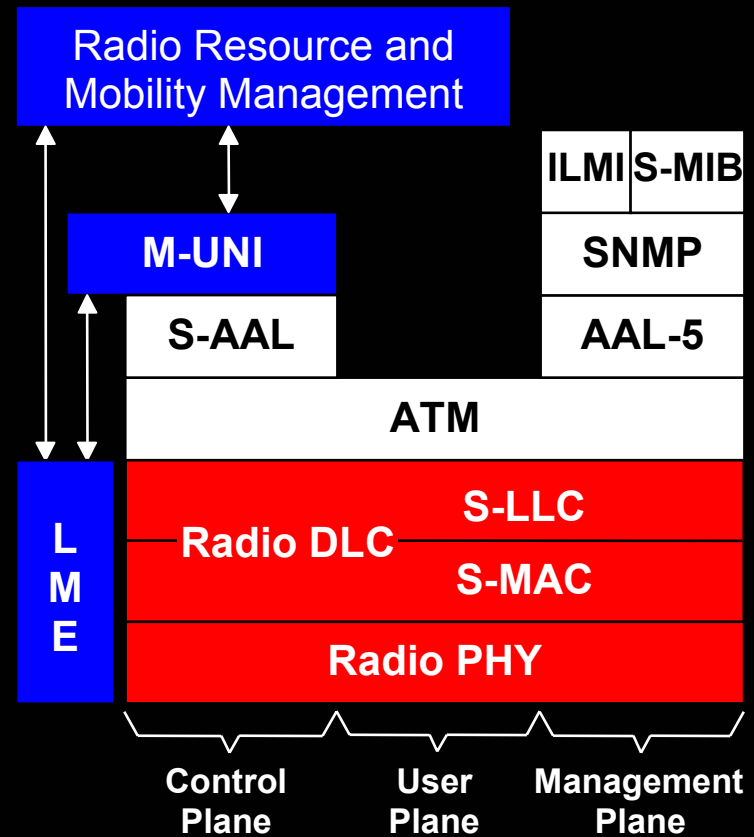 Radio Resource and
Mobility Management
ILMI S-MIB
M-UNI
SNMP
S-AAL
AAL-5
ATM
L
M
E
S-LLC
Radio DLC
S-MAC
Radio PHY
Control
Plane
User
Plane
Management
Plane